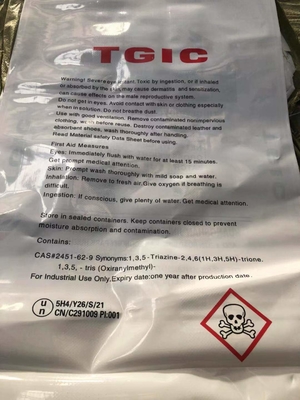 TGIC
Warning! Severe eye irritant. Toxic by ingestion, or if inhaled
or absorbed by the skin, may cause dermatitis and sensitization,
can cause effects on the male reproductive system.
Do not get in eyes. Avoid contact with skin or clothing especially
when in solution. Do not breathe dust.
Use with good ventilation. Remove contaminated nonpervious
clothing, wash before reuse. Destroy contaminated leather and
absorbent shoes, wash thoroughly after handling.
Read Material Safety Data Sheet before using.
First Aid Measures
Eyes: Immediately flush with water for at least 15 minutes.
Get prompt medical attention.
Skin: Prompt wash thoroughly with mild soap and water.
Inhalation: Remove to fresh air.Give oxygen if breathing is
difficult.
Ingestion: If conscious, give plenty of water, Get medical attention.
Store in sealed containers. Keep containers closed to prevent
moisture absorption and contamination.
Contains:
CAS#2451-62-9 Synonyms:1,3,5-Triazine-2,4,6(1H,3H,5H)-trione.
1,3,5, - tris (Oxiranylmethyl)-
For Industrial Use Only.Expiry date:one year after production date.
u n 5H4/Y26/S/21
CN/C291009 PI:001